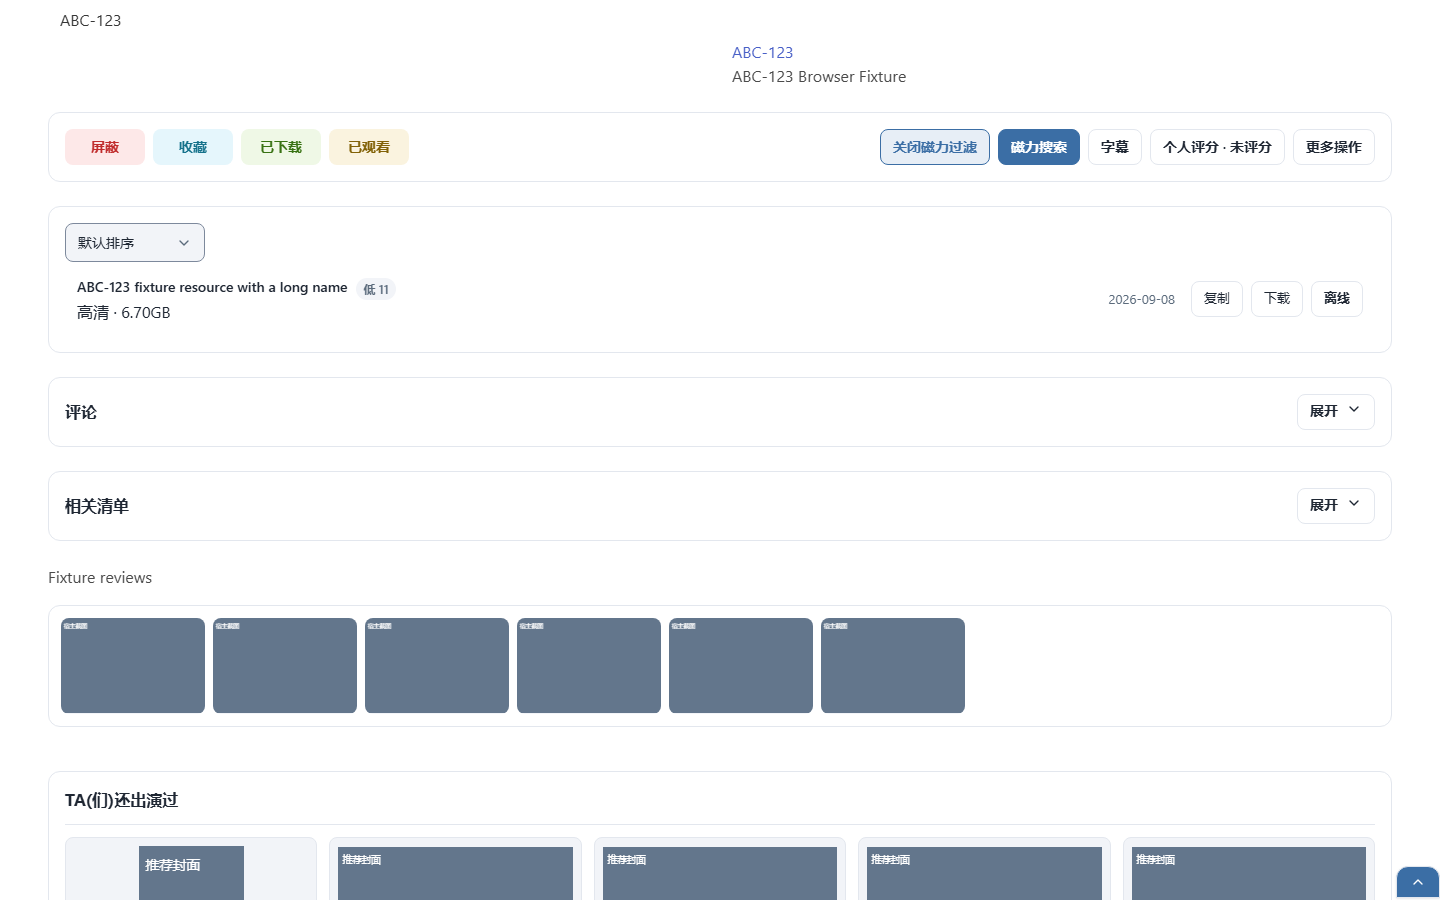 ABC-123
ABC-123
ABC-123 Browser Fixture
屏蔽 收藏 已下载 已观看 关闭磁力过滤 磁力搜索 字幕 个人评分 · 未评分 更多操作
默认排序
ABC-123 fixture resource with a long name 低 11
高清 · 6.70GB
2026-09-08 复制 下载 离线
评论 展开
相关清单 展开
Fixture reviews
TA(们)还出演过
推荐封面 推荐封面 推荐封面 推荐封面 推荐封面